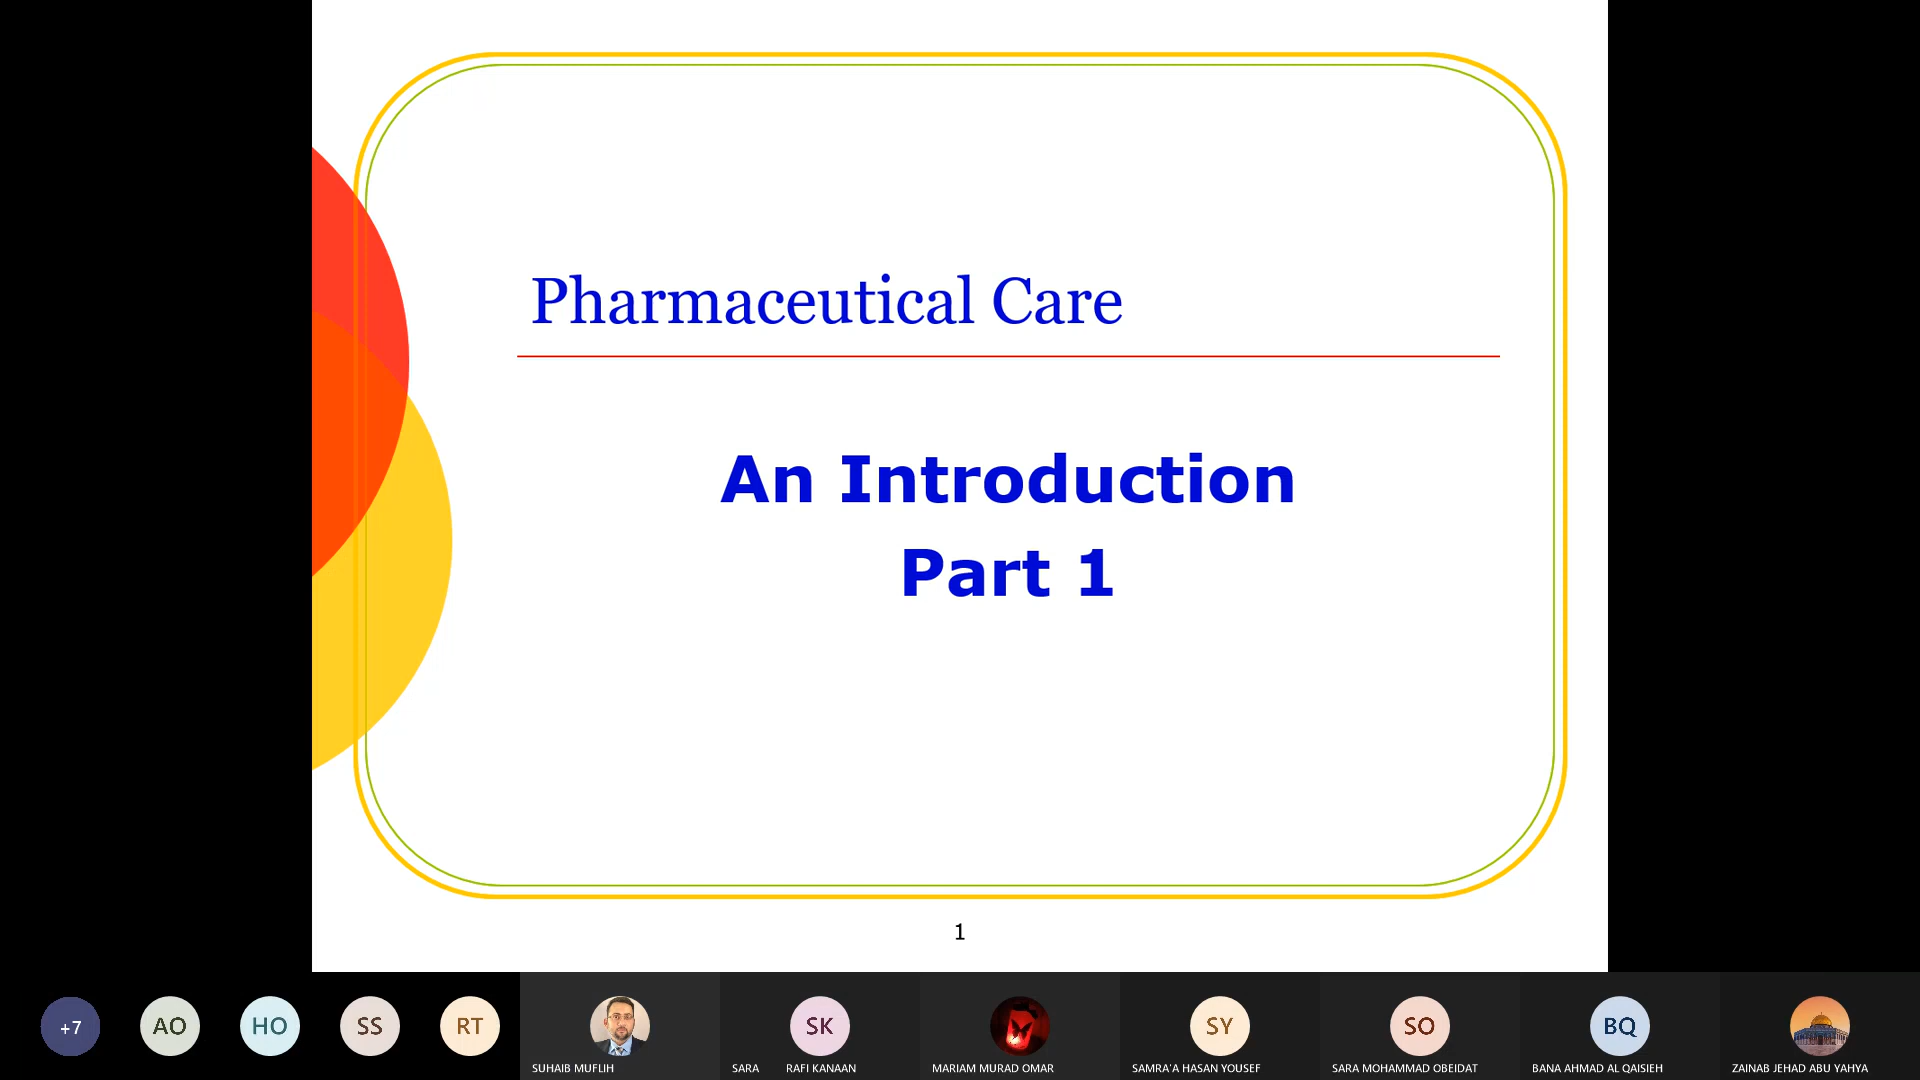 Pharmaceutical Care
An Introduction
Part 1
1
+7
AO
HO
SS
RT
SK
SY
SO
BQ
SUHAIB MUFLIH
SARA RAFI KANAAN
MARIAM MURAD OMAR
SAMRA'A HASAN YOUSEF
SARA MOHAMMAD OBEIDAT
BANA AHMAD AL QAISIEH
ZAINAB JEHAD ABU YAHYA